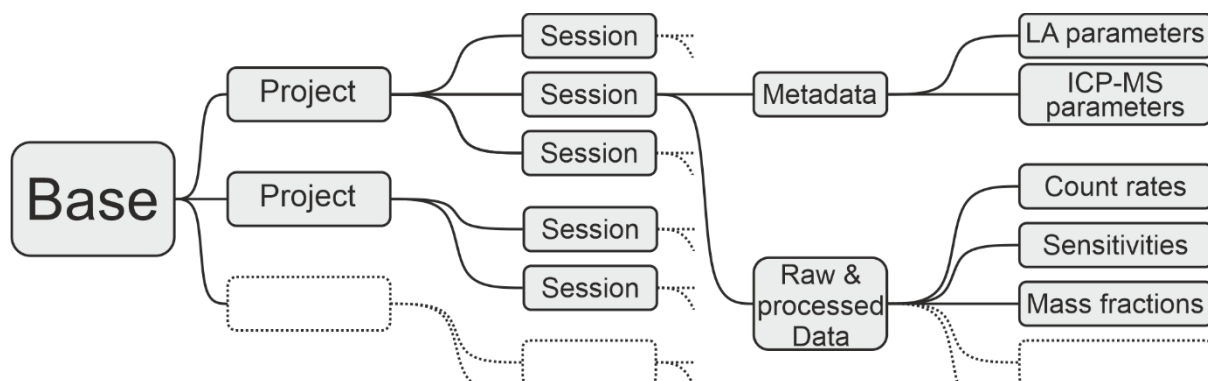 Base
Project
Project
Session
Session
Session
Session
Session
Metadata
Raw &
processed
Data
LA parameters
ICP-MS
parameters
Count rates
Sensitivities
Mass fractions